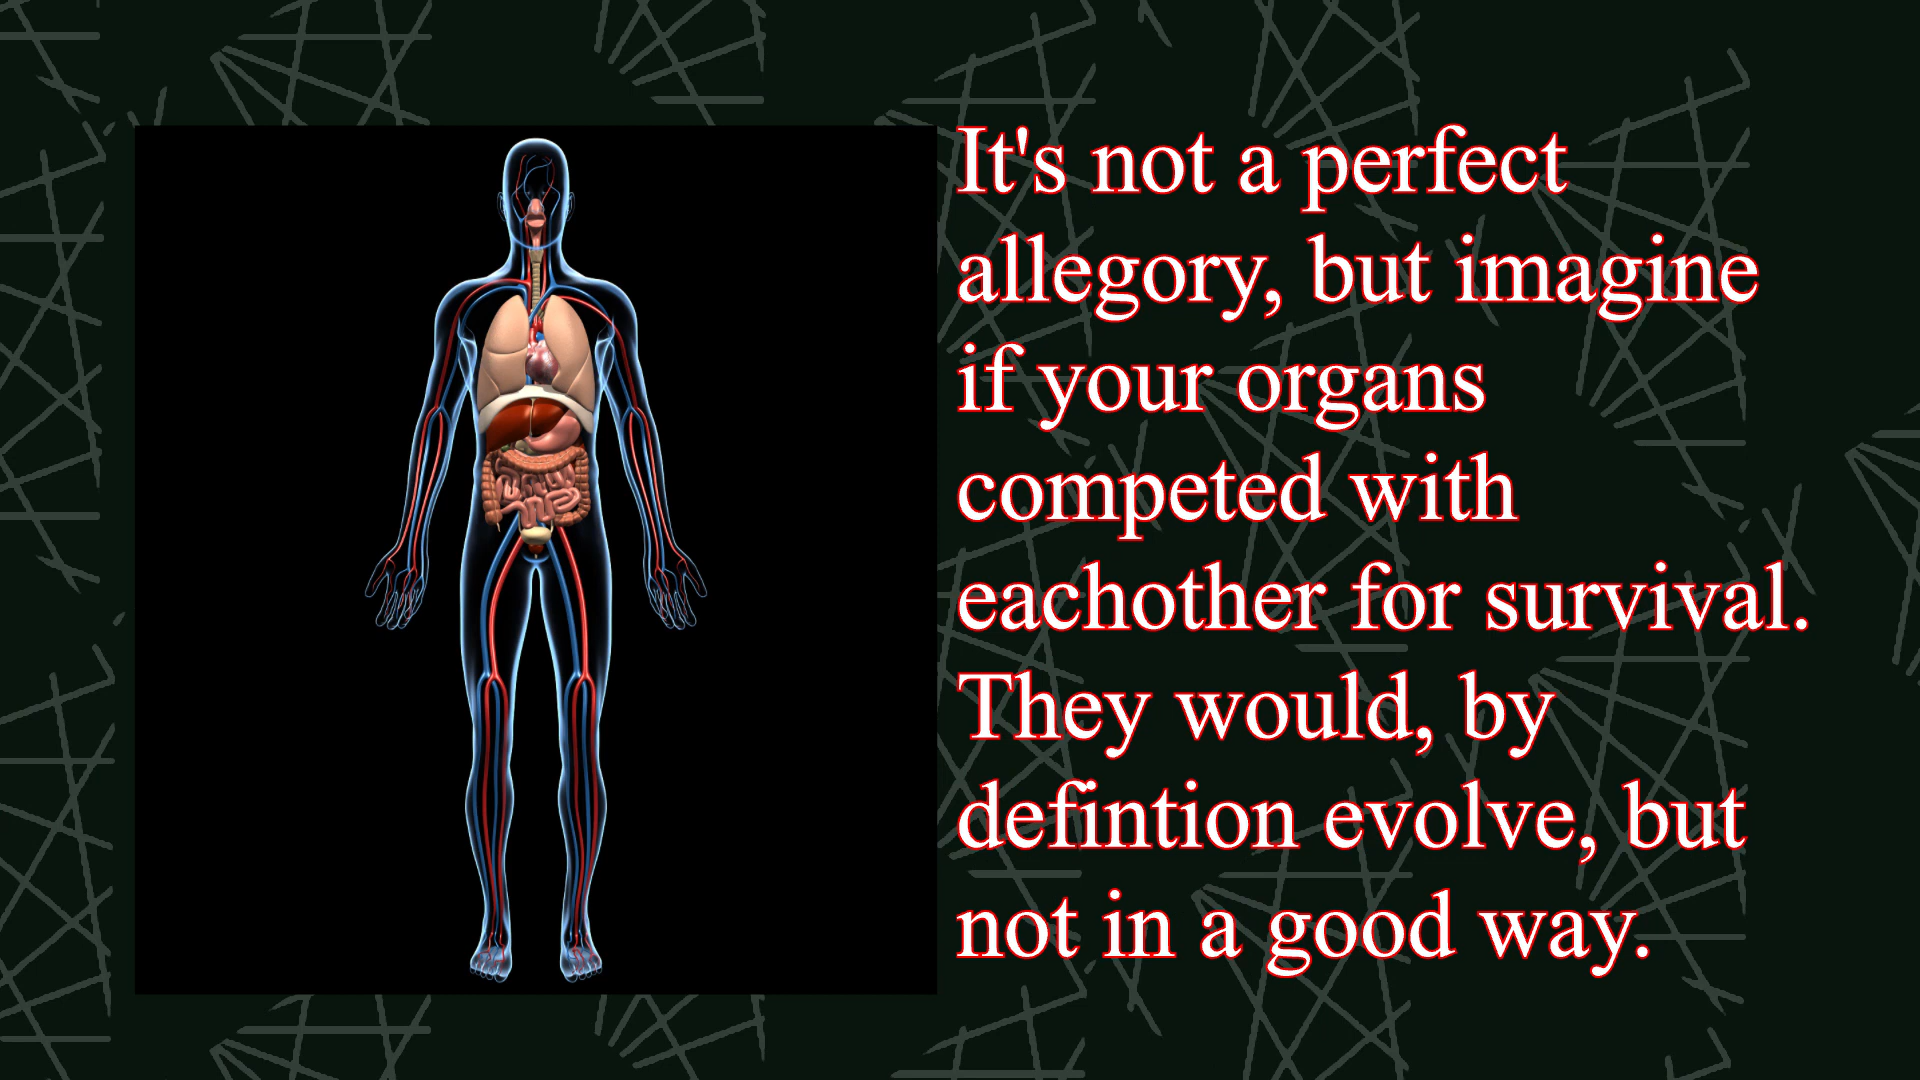 It's not a perfect
allegory, but imagine
if your organs
competed with
eachother for survival.
They would, by
defintion evolve, but
not in a good way.